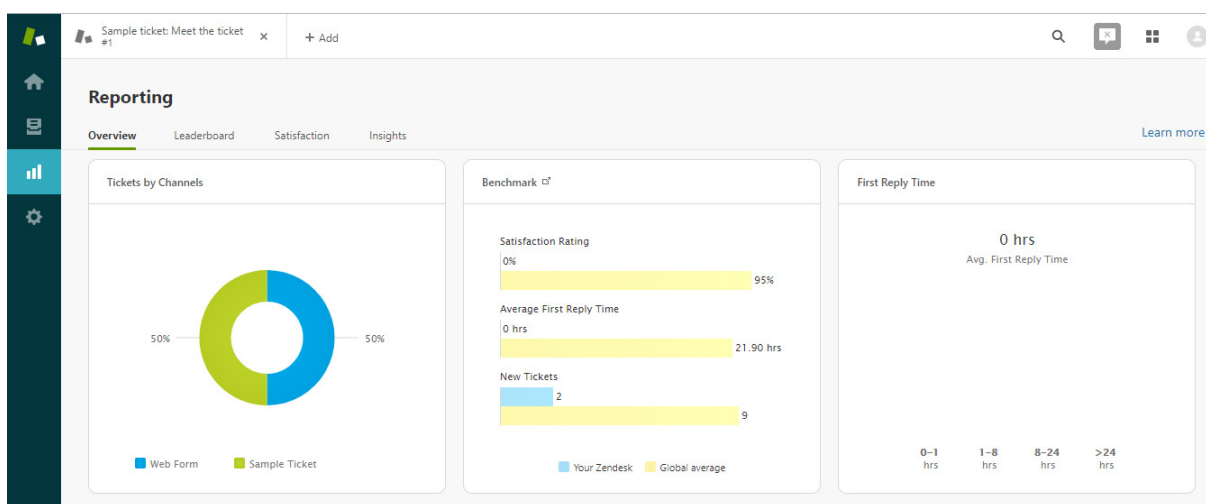 Sample ticket: Meet the ticket
#1
× + Add
Reporting
Overview Leaderboard Satisfaction Insights Learn more
Tickets by Channels
50% 50%
Web Form Sample Ticket
Benchmark
Satisfaction Rating
0%
95%
Average First Reply Time
0 hrs
21.90 hrs
New Tickets
2
9
Your Zendesk Global average
First Reply Time
0 hrs
Avg. First Reply Time
0–1 1–8 8–24 >24
hrs hrs hrs hrs